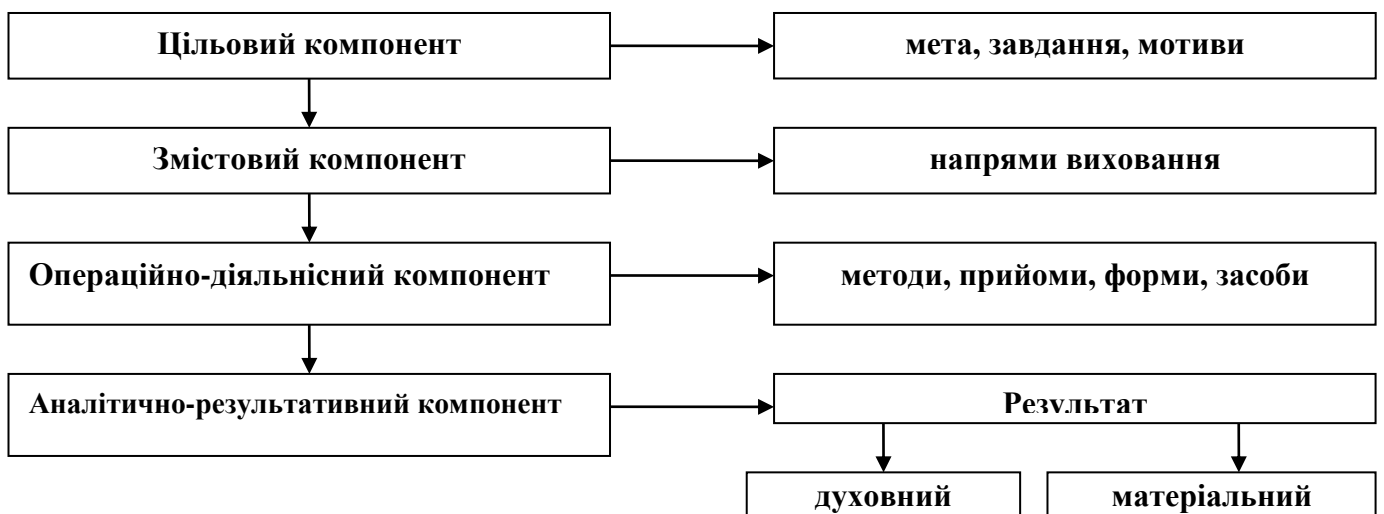 Цільовий компонент
мета, завдання, мотиви
Змістовий компонент
напрями виховання
Операційно-діяльнісний компонент
методи, прийоми, форми, засоби
Аналітично-результативний компонент
Результат
духовний
матеріальний